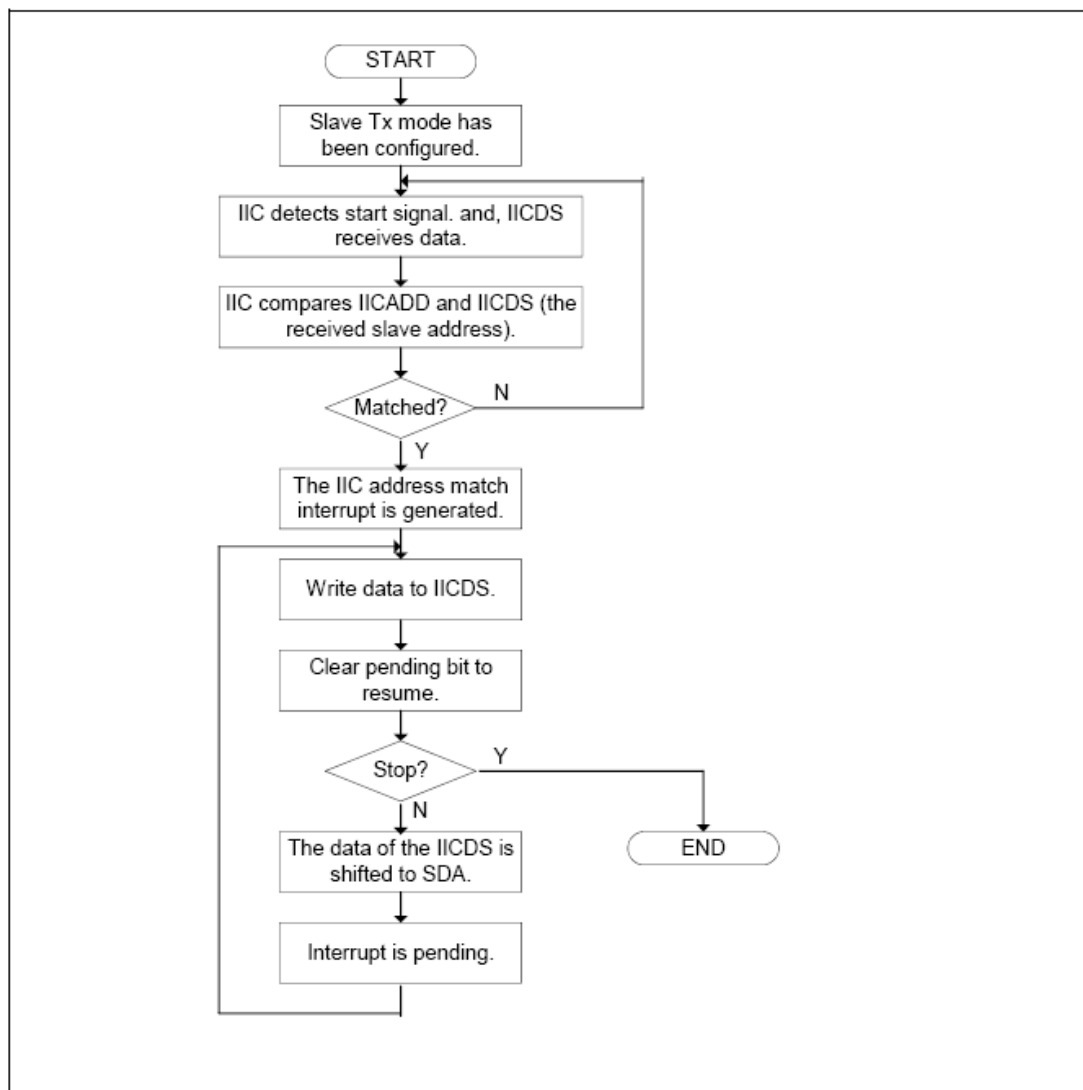 START
Slave Tx mode has
been configured.
IIC detects start signal. and, IICDS
receives data.
IIC compares IICADD and IICDS (the
received slave address).
Matched?
N
Y
The IIC address match
interrupt is generated.
Write data to IICDS.
Clear pending bit to
resume.
Stop?
Y
N
The data of the IICDS is
shifted to SDA.
END
Interrupt is pending.